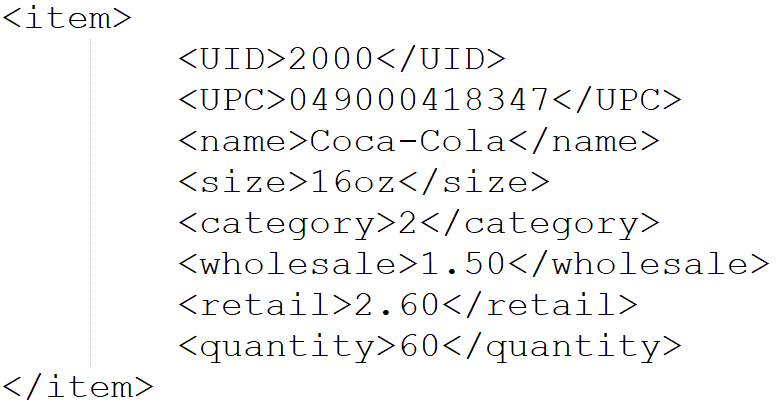 <item>
<UID>2000</UID>
<UPC>049000418347</UPC>
<name>Coca-Cola</name>
<size>16oz</size>
<category>2</category>
<wholesale>1.50</wholesale>
<retail>2.60</retail>
<quantity>60</quantity>
</item>